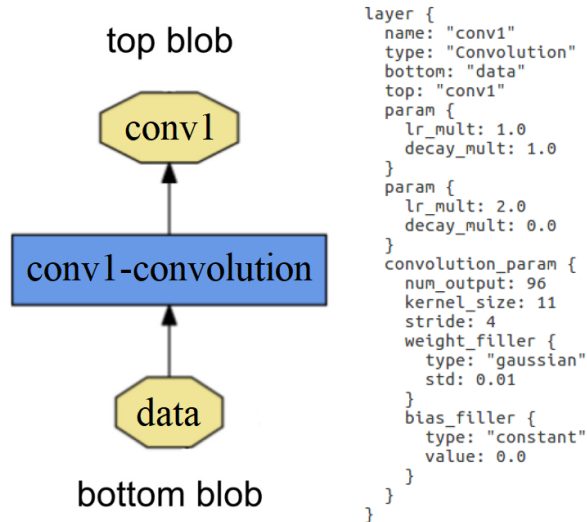 top blob
conv1
conv1-convolution
data
bottom blob
layer {
  name: "conv1"
  type: "Convolution"
  bottom: "data"
  top: "conv1"
  param {
    lr_mult: 1.0
    decay_mult: 1.0
  }
  param {
    lr_mult: 2.0
    decay_mult: 0.0
  }
  convolution_param {
    num_output: 96
    kernel_size: 11
    stride: 4
    weight_filler {
      type: "gaussian"
      std: 0.01
    }
    bias_filler {
      type: "constant"
      value: 0.0
    }
  }
}